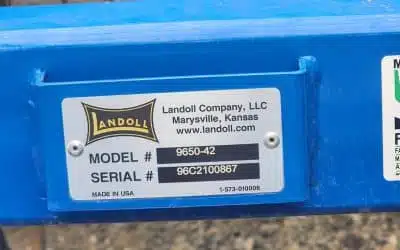 LANDOLL
Landoll Company, LLC
Marysville, Kansas
www.landoll.com
MODEL # 9650-42
SERIAL # 96C2100867
MADE IN USA
1-573-010006